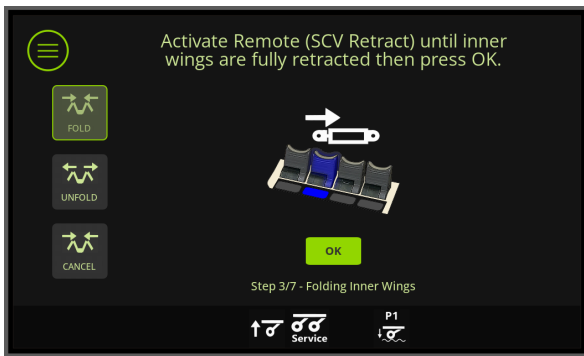 Activate Remote (SCV Retract) until inner
wings are fully retracted then press OK.
FOLD
UNFOLD
CANCEL
OK
Step 3/7 - Folding Inner Wings
Service
P1